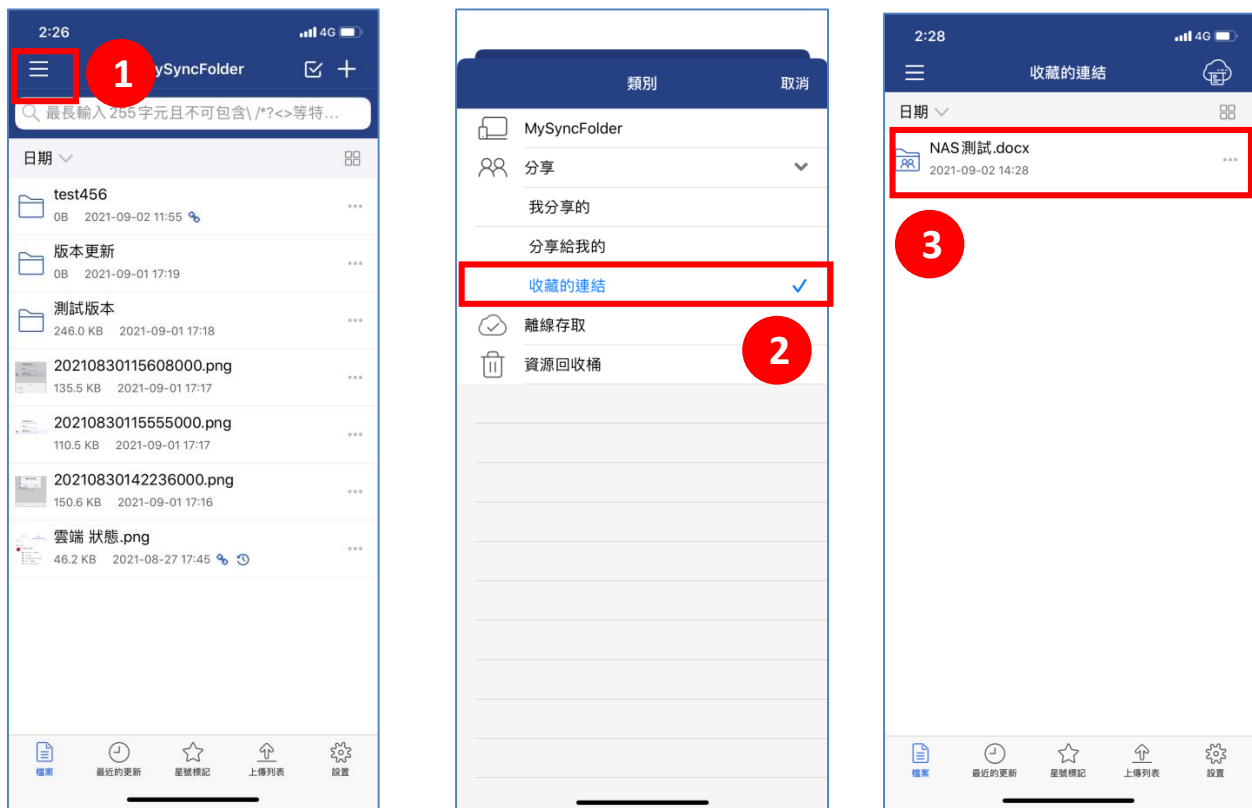 2:26
4G
1
ySyncFolder
最長輸入255字元且不可包含\ /*?<>等特...
日期
test456
0B 2021-09-02 11:55
版本更新
0B 2021-09-01 17:19
測試版本
246.0 KB 2021-09-01 17:18
20210830115608000.png
135.5 KB 2021-09-01 17:17
20210830115555000.png
110.5 KB 2021-09-01 17:17
20210830142236000.png
150.6 KB 2021-09-01 17:16
雲端 狀態.png
46.2 KB 2021-08-27 17:45
檔案 最近的更新 星號標記 上傳列表 設置
類別 取消
MySyncFolder
分享
我分享的
分享給我的
收藏的連結
離線存取
2
資源回收桶
2:28
4G
收藏的連結
日期
NAS測試.docx
2021-09-02 14:28
3
檔案 最近的更新 星號標記 上傳列表 設置